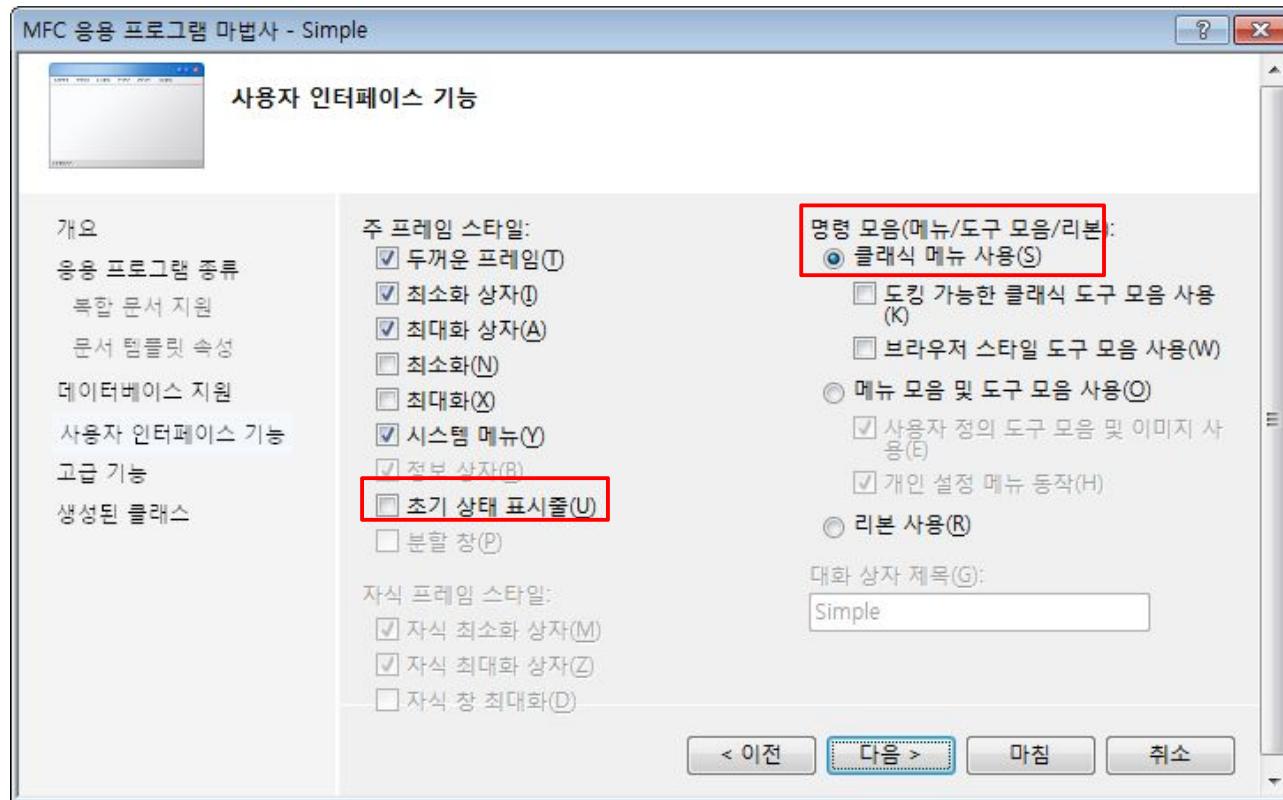 MFC 응용 프로그램 마법사 - Simple
사용자 인터페이스 기능
개요
응용 프로그램 종류
복합 문서 지원
문서 템플릿 속성
데이터베이스 지원
사용자 인터페이스 기능
고급 기능
생성된 클래스
주 프레임 스타일:
두꺼운 프레임(T)
최소화 상자(I)
최대화 상자(A)
최소화(N)
최대화(X)
시스템 메뉴(Y)
정보 상자(B)
초기 상태 표시줄(U)
분할 창(P)
자식 프레임 스타일:
자식 최소화 상자(M)
자식 최대화 상자(Z)
자식 창 최대화(D)
명령 모음(메뉴/도구 모음/리본):
클래식 메뉴 사용(S)
도킹 가능한 클래식 도구 모음 사용
(K)
브라우저 스타일 도구 모음 사용(W)
메뉴 모음 및 도구 모음 사용(O)
사용자 정의 도구 모음 및 이미지 사
용(E)
개인 설정 메뉴 동작(H)
리본 사용(R)
대화 상자 제목(G):
Simple
< 이전
다음 >
마침
취소